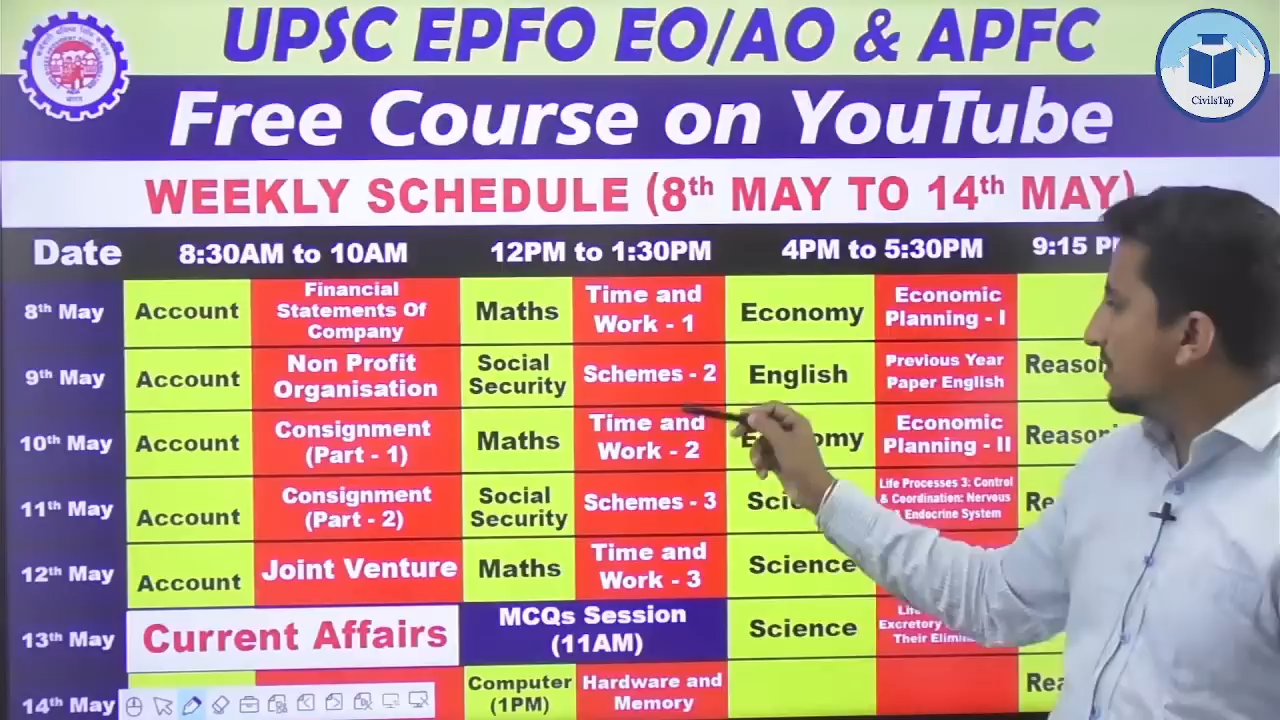 UPSC EPFO EO/AO & APFC
CivilsTap
Free Course on YouTube
WEEKLY SCHEDULE (8th MAY TO 14th MAY)
Date 8:30AM to 10AM 12PM to 1:30PM 4PM to 5:30PM 9:15
8th May Account Financial Statements Of Company Maths Time and Work - 1 Economy Economic Planning - I
9th May Account Non Profit Organisation Social Security Schemes - 2 English Previous Year Paper English
10th May Account Consignment (Part - 1) Maths Time and Work - 2 Economic Planning - II
11th May Account Consignment (Part - 2) Social Security Schemes - 3 Life Processes 3: Control & Coordination: Nervous Endocrine System
12th May Account Joint Venture Maths Time and Work - 3 Science
13th May Current Affairs MCQs Session (11AM) Science Excretory Their
14th May Computer (1PM) Hardware and Memory